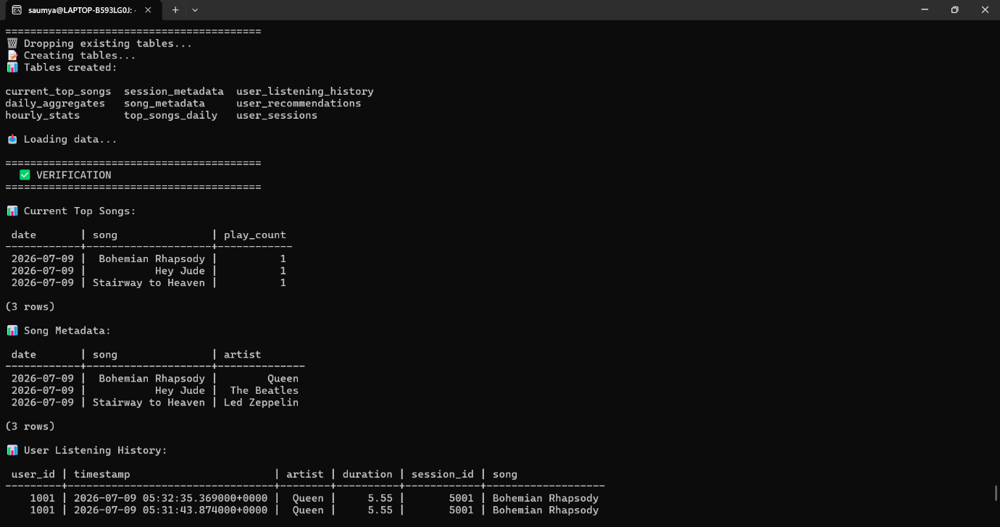 saumya@LAPTOP-B593LG0J: ·
=========================================
🗑️ Dropping existing tables...
📝 Creating tables...
📊 Tables created:
current_top_songs  session_metadata  user_listening_history
daily_aggregates   song_metadata     user_recommendations
hourly_stats       top_songs_daily   user_sessions
📥 Loading data...
=========================================
✅ VERIFICATION
=========================================
📊 Current Top Songs:
 date       | song               | play_count
------------+--------------------+------------
 2026-07-09 |  Bohemian Rhapsody |          1
 2026-07-09 |           Hey Jude |          1
 2026-07-09 | Stairway to Heaven |          1
(3 rows)
📊 Song Metadata:
 date       | song               | artist
------------+--------------------+--------------
 2026-07-09 |  Bohemian Rhapsody |        Queen
 2026-07-09 |           Hey Jude |  The Beatles
 2026-07-09 | Stairway to Heaven | Led Zeppelin
(3 rows)
📊 User Listening History:
 user_id | timestamp                       | artist | duration | session_id | song
---------+---------------------------------+--------+----------+------------+-------------------
    1001 | 2026-07-09 05:32:35.369000+0000 |  Queen |     5.55 |       5001 | Bohemian Rhapsody
    1001 | 2026-07-09 05:31:43.874000+0000 |  Queen |     5.55 |       5001 | Bohemian Rhapsody